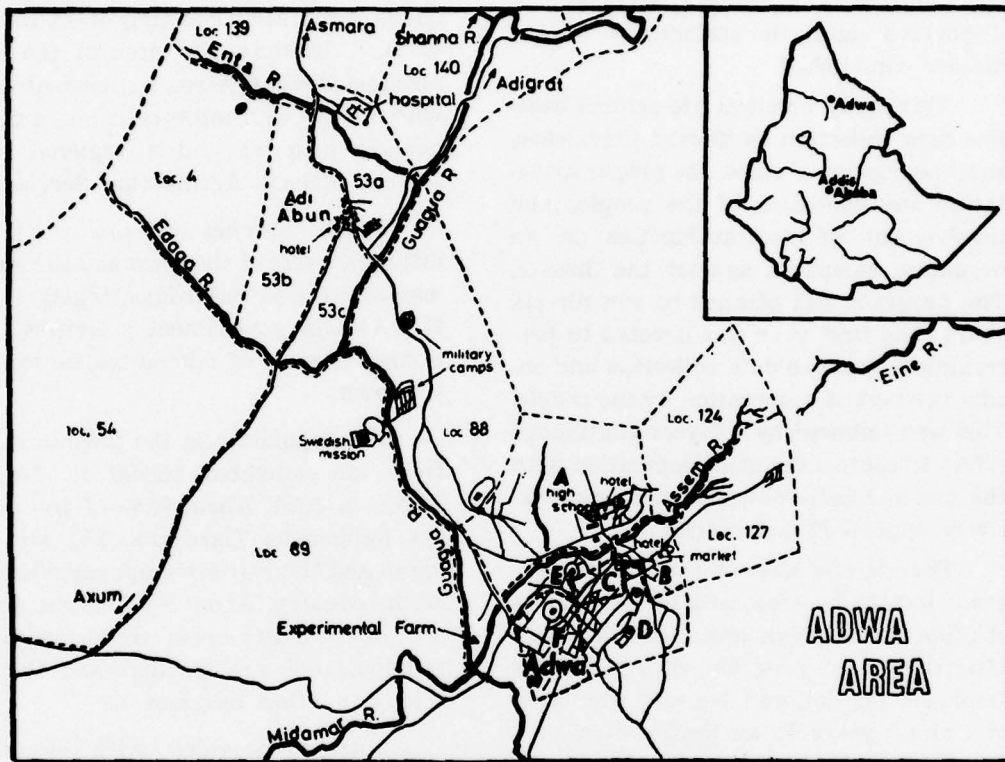 Loc. 139
Asmara
Shanna R.
Enta R.
Loc 140
hospital
Adigrat
Loc. 4
53a
Adi
Abun
hotel
Guagua R.
Edaga R.
53b
53c
military
camps
Swedish
mission
Loc. 54
Loc 88
Loc. 124
Eine R.
A
high
school
hotel
Assem R.
Loc. 127
hotel
market
Loc. 89
Guagua R.
E
C
B
D
F
Axum
Experimental Farm
Adwa
Midamar R.
ADWA
AREA
Adwa
Addis
Ababa